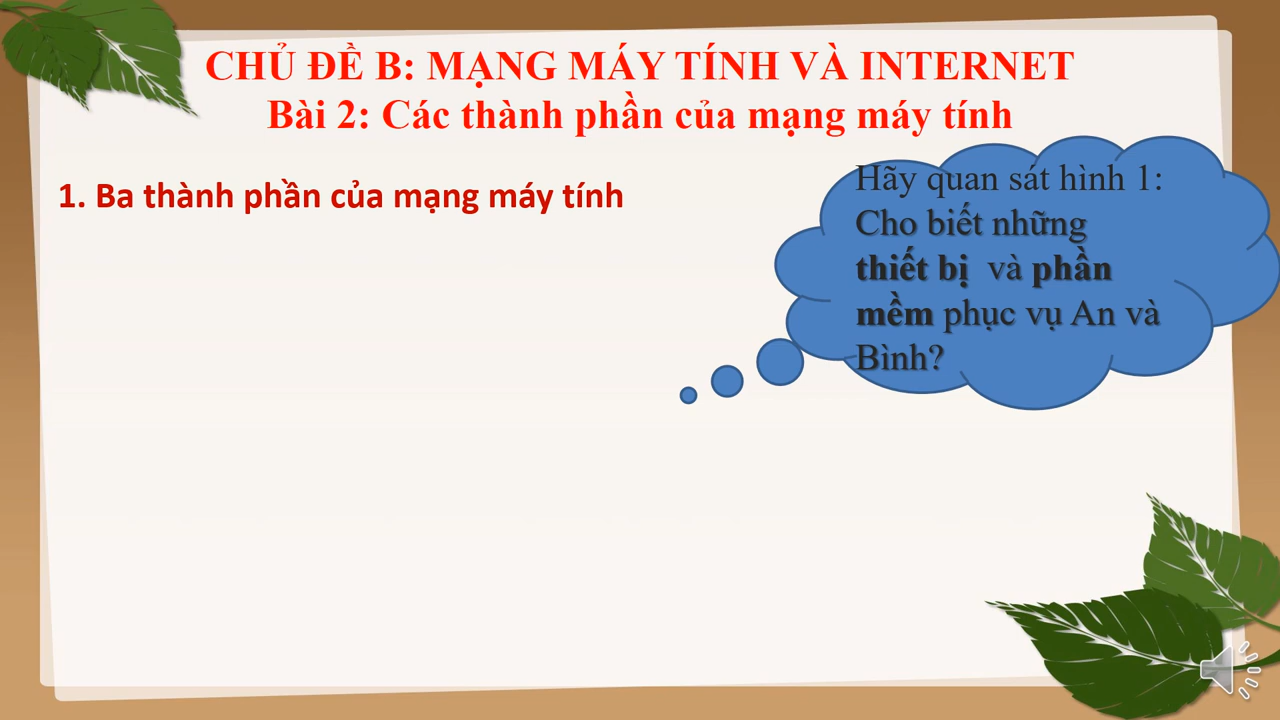 CHỦ ĐỀ B: MẠNG MÁY TÍNH VÀ INTERNET
Bài 2: Các thành phần của mạng máy tính
1. Ba thành phần của mạng máy tính
Hãy quan sát hình 1:
Cho biết những
thiết bị và phần
mềm phục vụ An và
Bình?